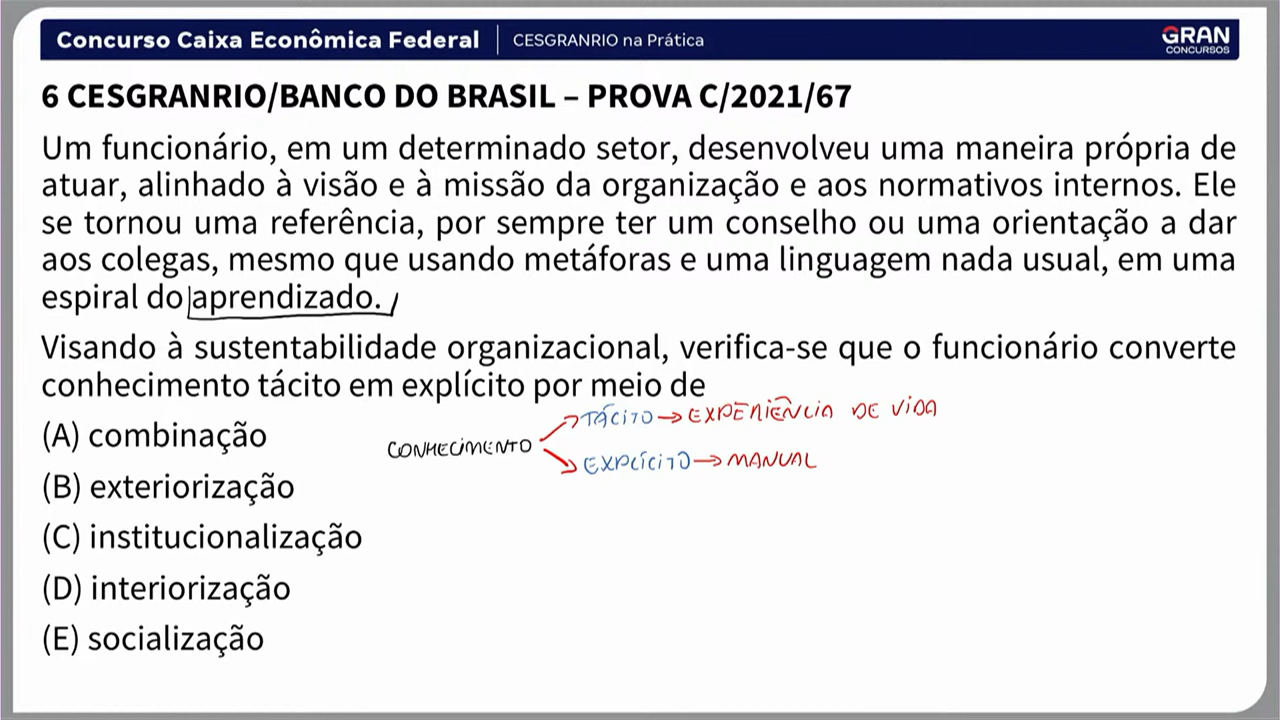 Concurso Caixa Econômica Federal | CESGRANRIO na Prática
GRAN
CONCURSOS
6 CESGRANRIO/BANCO DO BRASIL – PROVA C/2021/67
Um funcionário, em um determinado setor, desenvolveu uma maneira própria de
atuar, alinhado à visão e à missão da organização e aos normativos internos. Ele
se tornou uma referência, por sempre ter um conselho ou uma orientação a dar
aos colegas, mesmo que usando metáforas e uma linguagem nada usual, em uma
espiral do aprendizado.
Visando à sustentabilidade organizacional, verifica-se que o funcionário converte
conhecimento tácito em explícito por meio de
(A) combinação
(B) exteriorização
(C) institucionalização
(D) interiorização
(E) socialização
CONHECIMENTO
TÁCITO → EXPERIÊNCIA DE VIDA
EXPLÍCITO → MANUAL